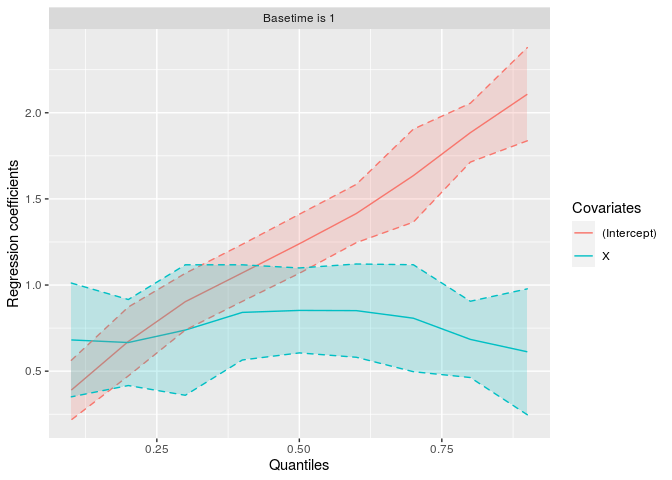 Basetime is 1
Regression coefficients
2.0
1.5
1.0
0.5
0.25
0.50
0.75
Quantiles
Covariates
(Intercept)
X